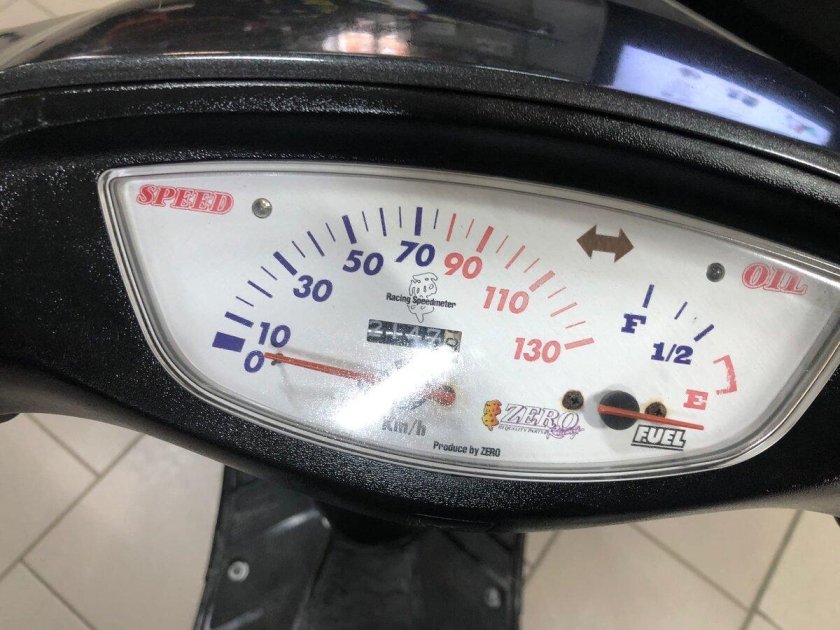 SPEED
OIL
0
10
30
50
70
90
110
130
Racing Speedmeter
F
1/2
E
ZERO
FUEL
Km/h
Produce by ZERO